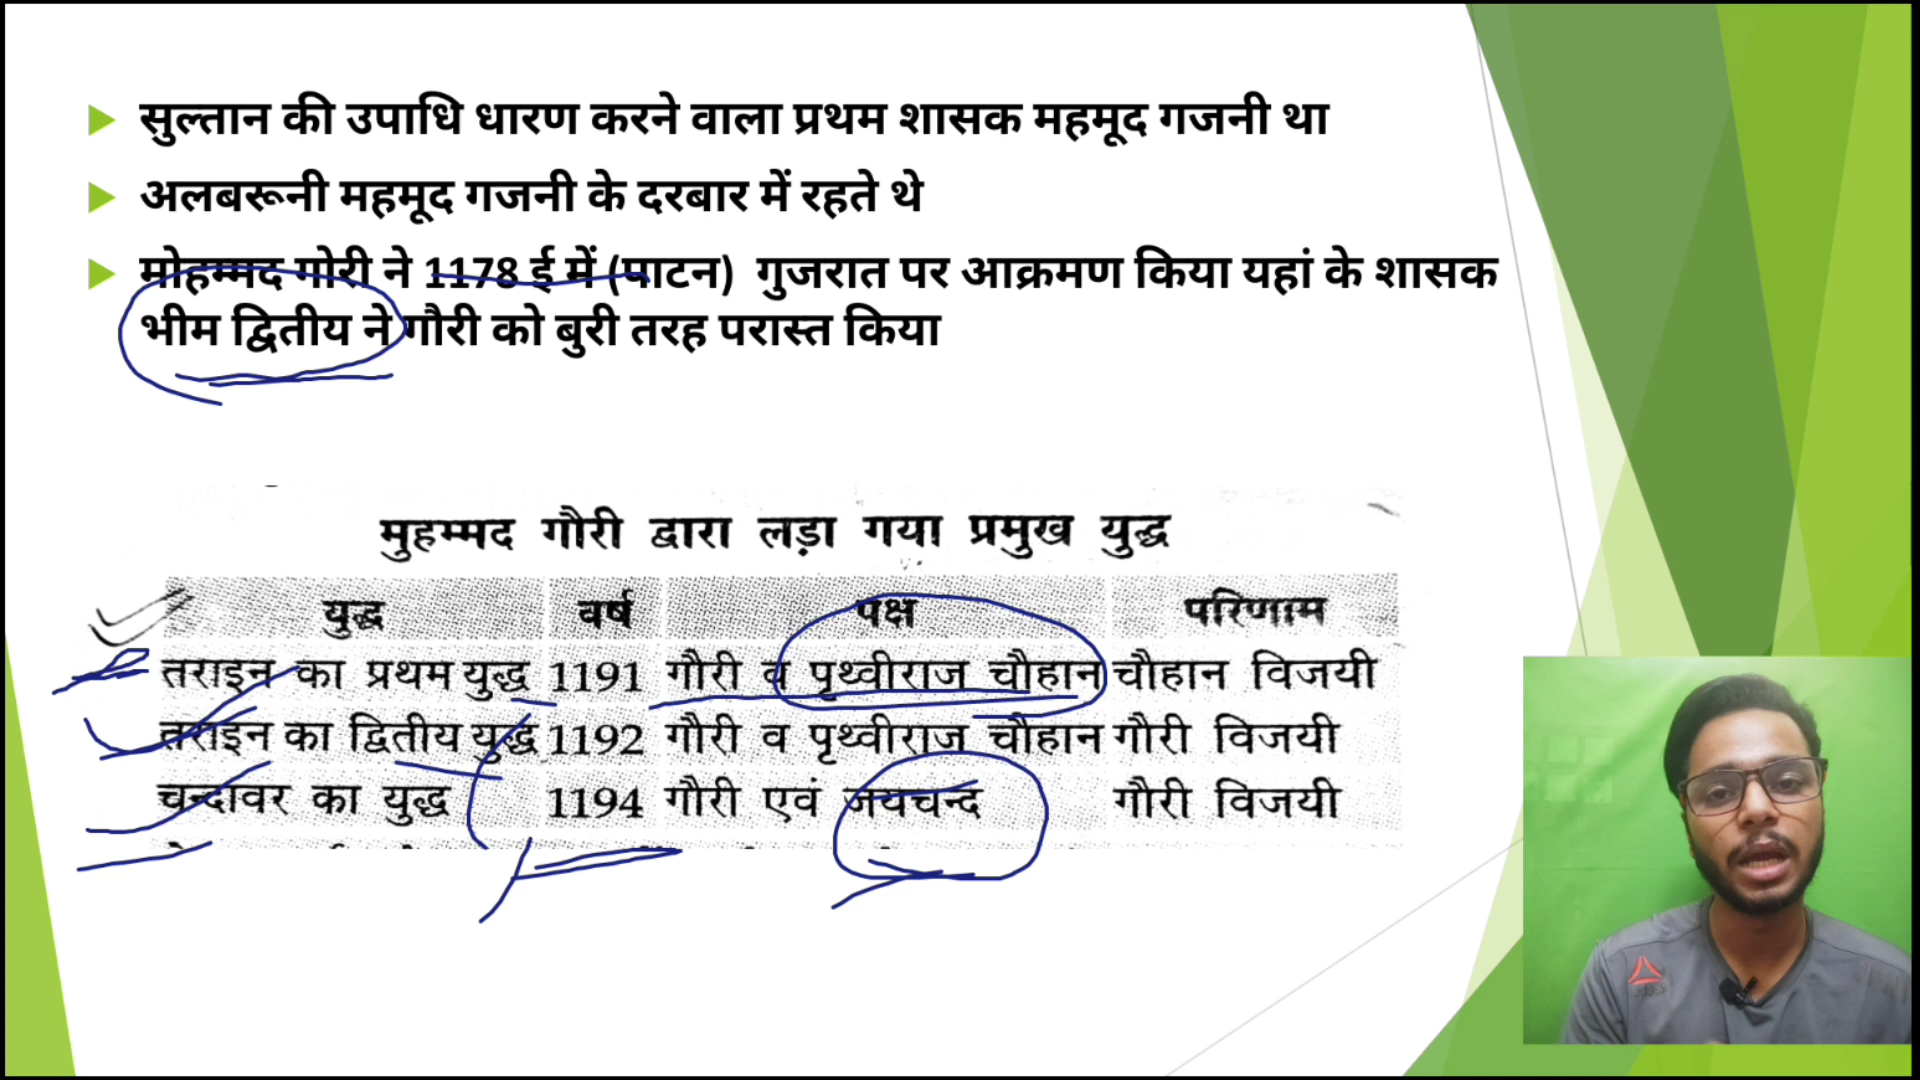 सुल्तान की उपाधि धारण करने वाला प्रथम शासक महमूद गजनी था
अलबरूनी महमूद गजनी के दरबार में रहते थे
मोहम्मद गोरी ने 1178 ई में (पाटन) गुजरात पर आक्रमण किया यहां के शासक
भीम द्वितीय ने गौरी को बुरी तरह परास्त किया
मुहम्मद गौरी द्वारा लड़ा गया प्रमुख युद्ध
युद्ध वर्ष पक्ष परिणाम
तराइन का प्रथम युद्ध 1191 गौरी व पृथ्वीराज चौहान चौहान विजयी
तराइन का द्वितीय युद्ध 1192 गौरी व पृथ्वीराज चौहान गौरी विजयी
चन्दावर का युद्ध 1194 गौरी एवं जयचन्द गौरी विजयी